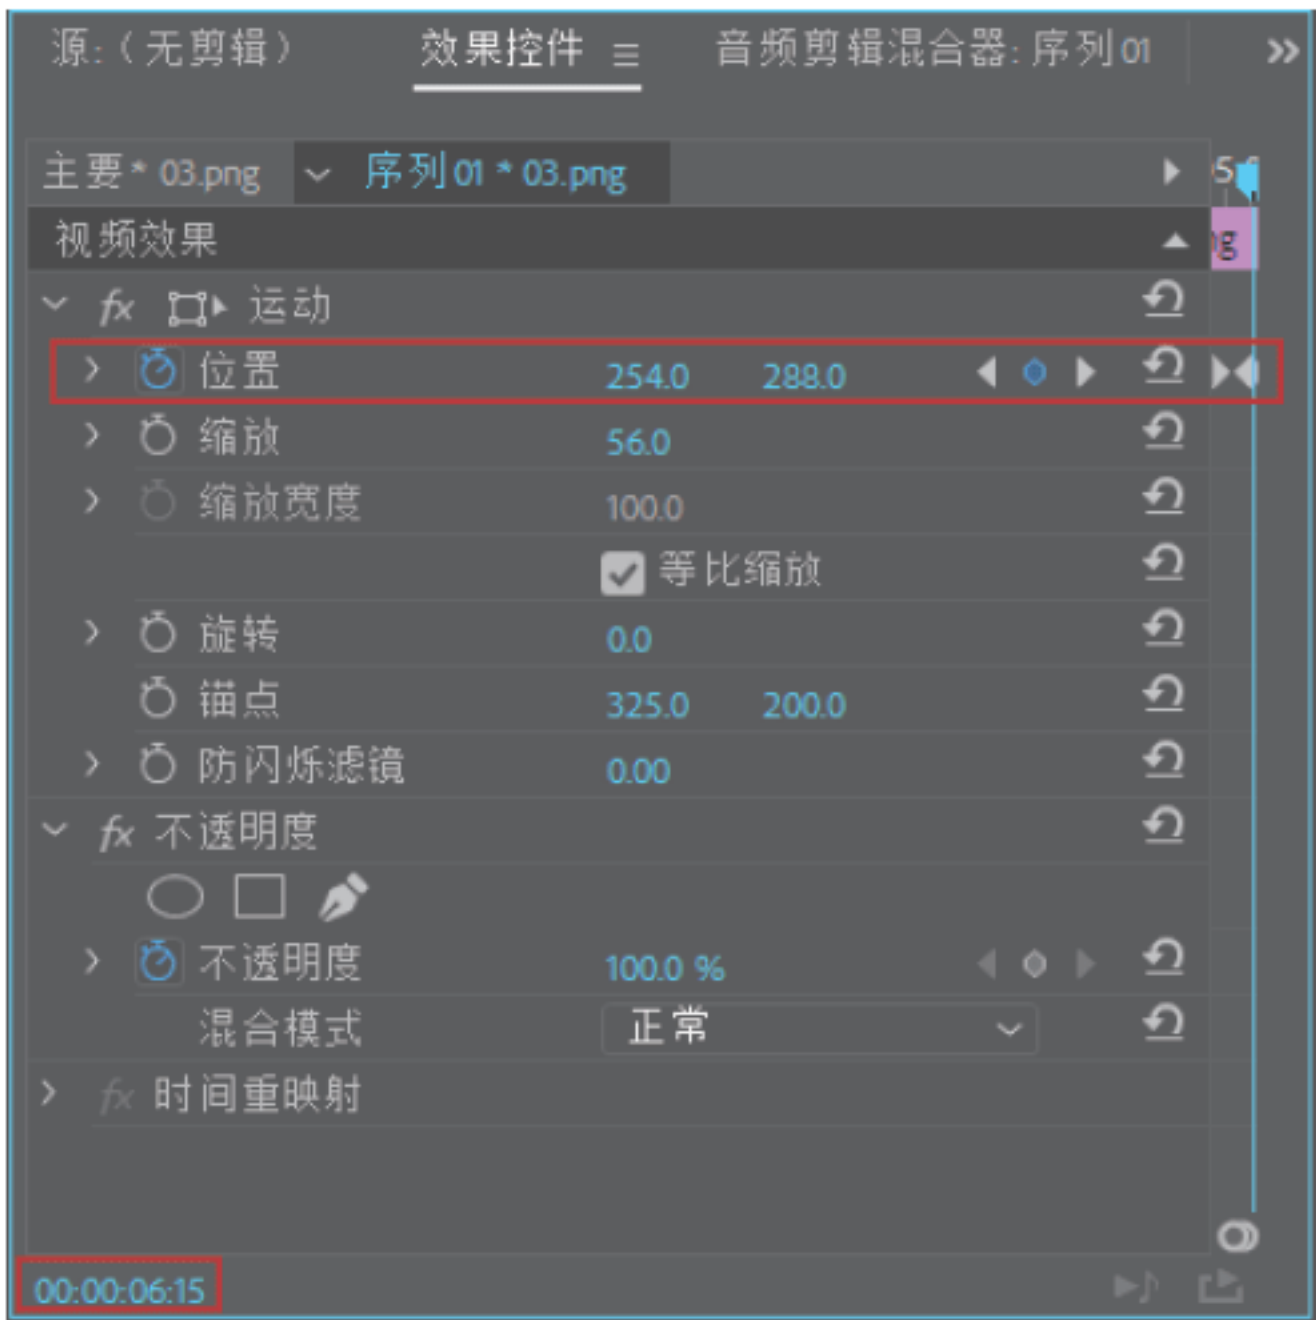 源:（无剪辑） 效果控件 音频剪辑混合器: 序列 01
主要 * 03.png 序列 01 * 03.png
视频效果
fx 运动
位置 254.0 288.0
缩放 56.0
缩放宽度 100.0
等比缩放
旋转 0.0
锚点 325.0 200.0
防闪烁滤镜 0.00
fx 不透明度
不透明度 100.0 %
混合模式 正常
fx 时间重映射
00:00:06:15